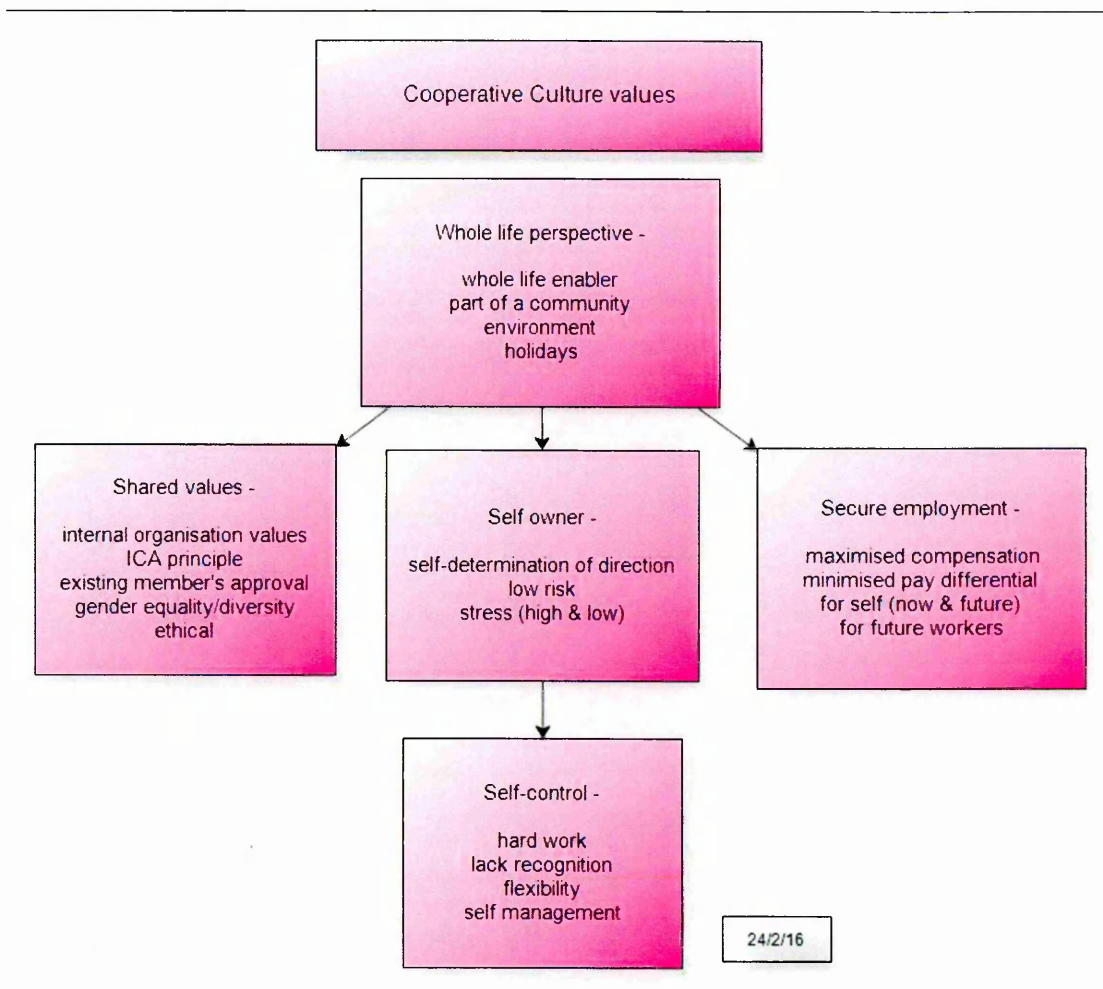 Cooperative Culture values
Whole life perspective -
whole life enabler
part of a community
environment
holidays
Shared values -
internal organisation values
ICA principle
existing member's approval
gender equality/diversity
ethical
Self owner -
self-determination of direction
low risk
stress (high & low)
Secure employment -
maximised compensation
minimised pay differential
for self (now & future)
for future workers
Self-control -
hard work
lack recognition
flexibility
self management
24/2/16